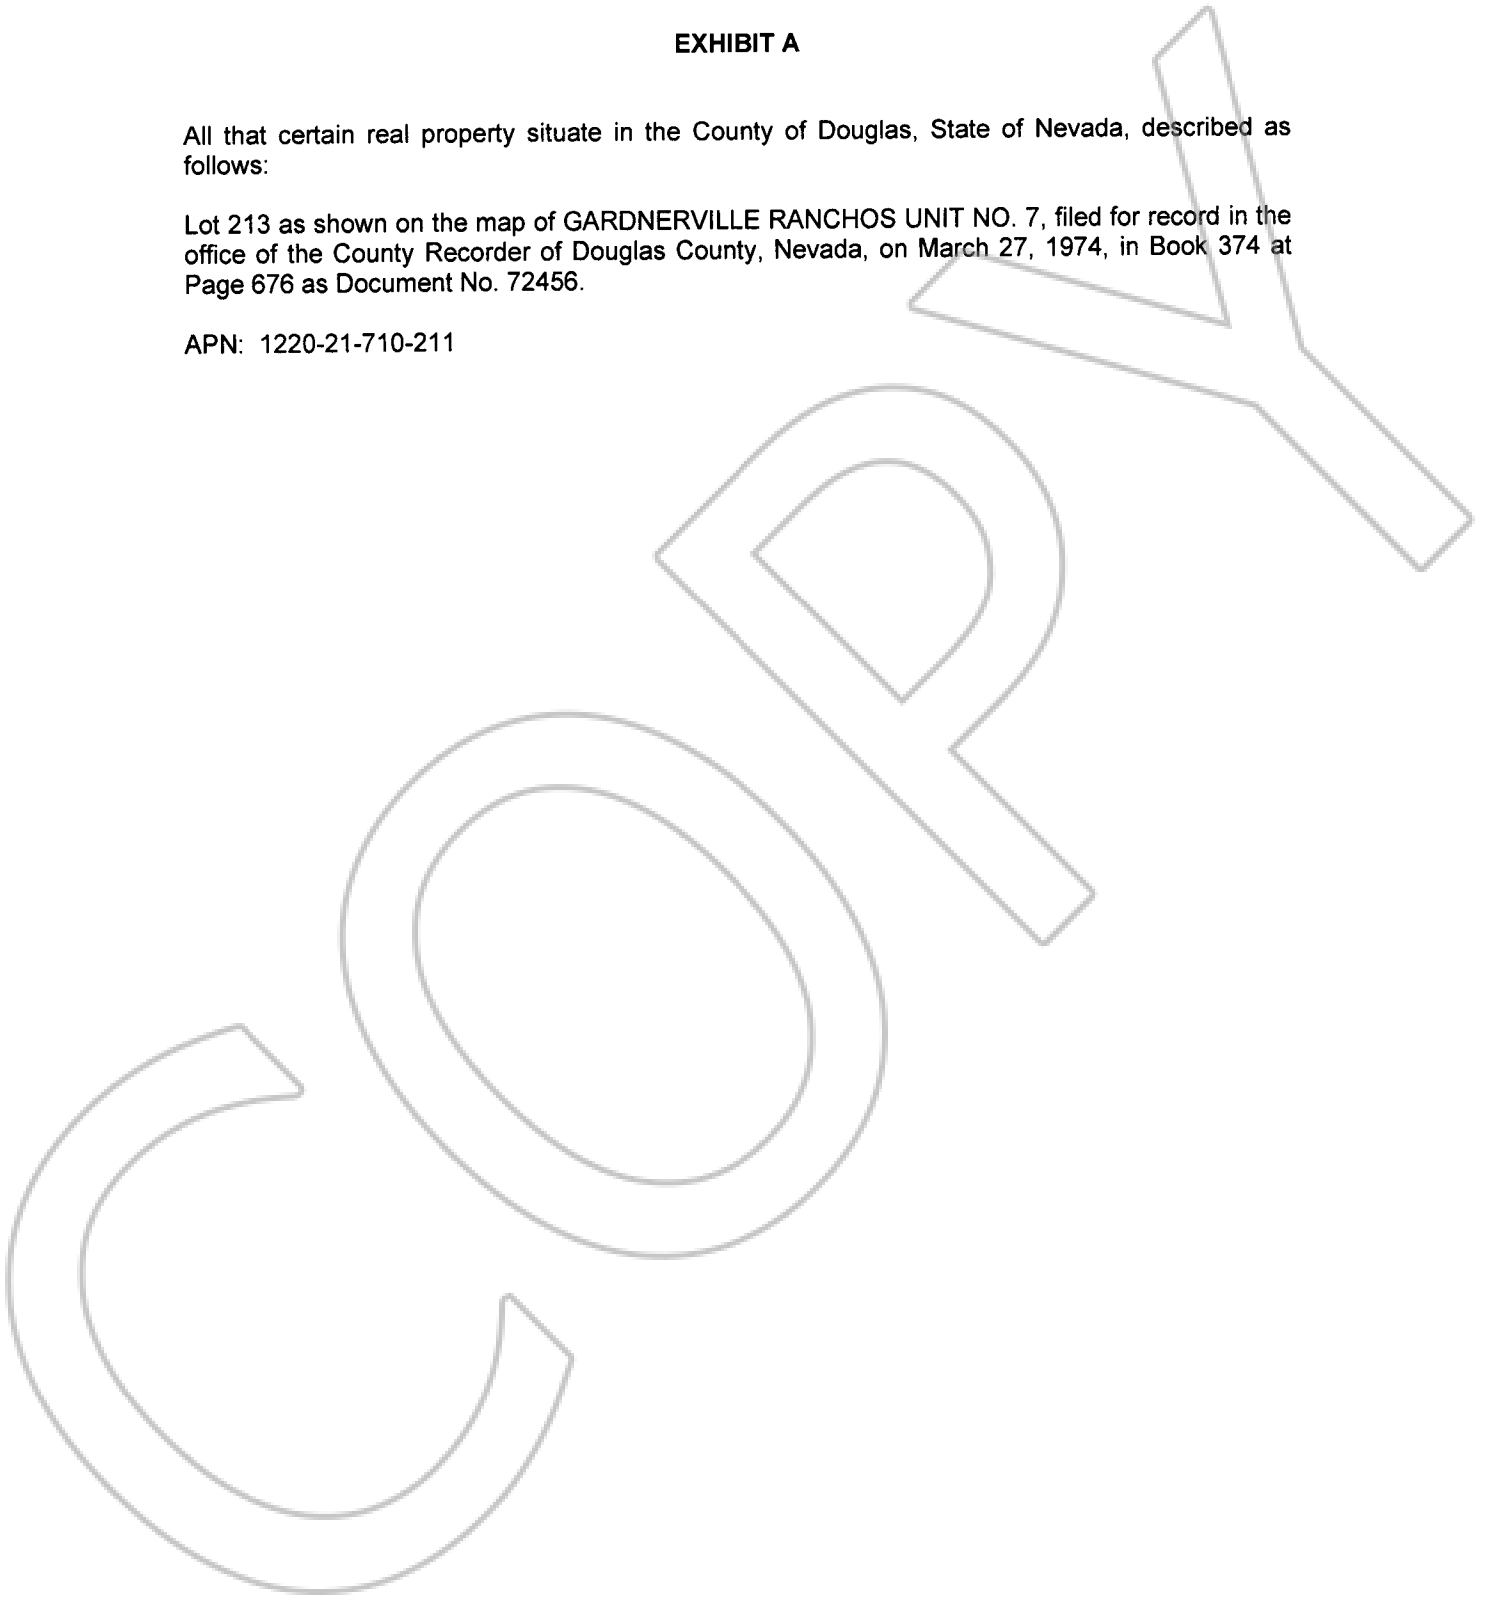 EXHIBIT A
All that certain real property situate in the County of Douglas, State of Nevada, described as
follows:
Lot 213 as shown on the map of GARDNERVILLE RANCHOS UNIT NO. 7, filed for record in the
office of the County Recorder of Douglas County, Nevada, on March 27, 1974, in Book 374 at
Page 676 as Document No. 72456.
APN: 1220-21-710-211
COPY